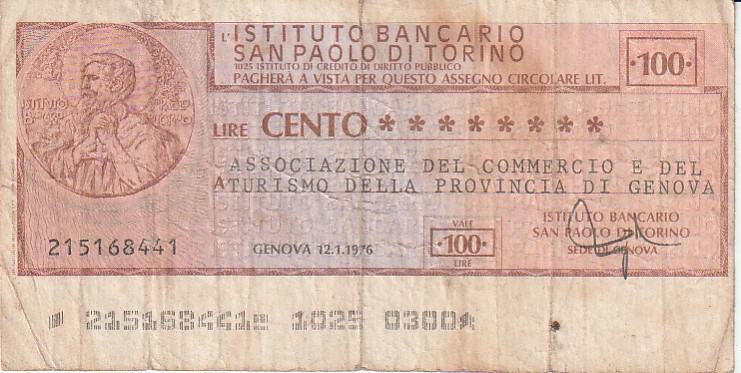 L'ISTITUTO BANCARIO
SAN PAOLO DI TORINO
1025 ISTITUTO DI CREDITO DI DIRITTO PUBBLICO
PAGHERÀ A VISTA PER QUESTO ASSEGNO CIRCOLARE LIT.
·100·
LIRE CENTO * * * * * * * *
ASSOCIAZIONE DEL COMMERCIO E DEL
A TURISMO DELLA PROVINCIA DI GENOVA
215168441
GENOVA 12.1.1976
VALE
·100·
LIRE
ISTITUTO BANCARIO
SAN PAOLO DI TORINO
SEDE DI GENOVA
215168441 1025 0300